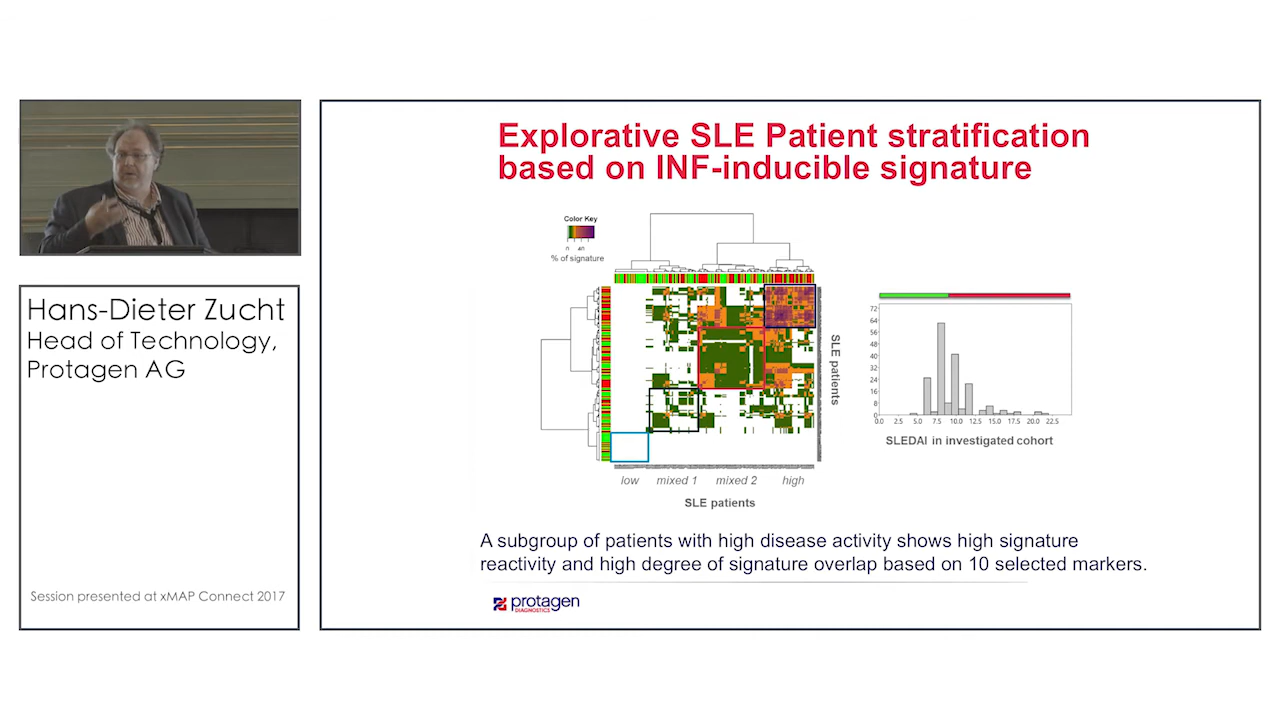 Hans-Dieter Zucht
Head of Technology,
Protagen AG
Session presented at xMAP Connect 2017
Explorative SLE Patient stratification
based on INF-inducible signature
Color Key
0 40
% of signature
SLE patients
low mixed 1 mixed 2 high
SLE patients
72
64
56
48
40
32
24
16
8
0
0.0 2.5 5.0 7.5 10.0 12.5 15.0 17.5 20.0 22.5
SLEDAI in investigated cohort
A subgroup of patients with high disease activity shows high signature
reactivity and high degree of signature overlap based on 10 selected markers.
protagen
DIAGNOSTICS